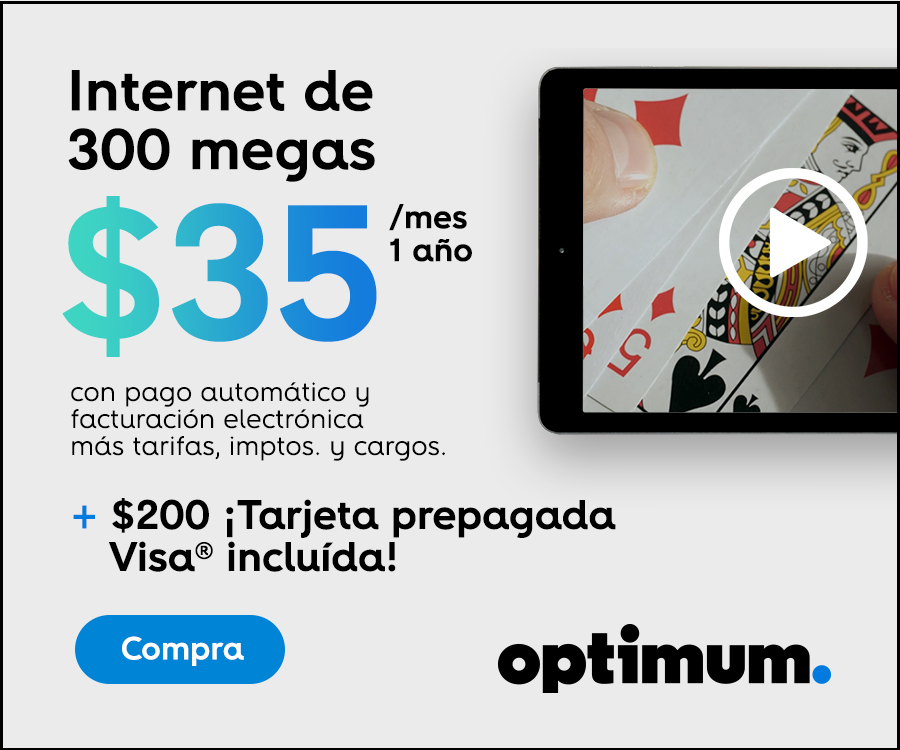 Internet de
300 megas
$35
/mes
1 año
con pago automático y
facturación electrónica
más tarifas, imptos. y cargos.
+ $200 ¡Tarjeta prepagada
Visa® incluída!
5
Compra
optimum.